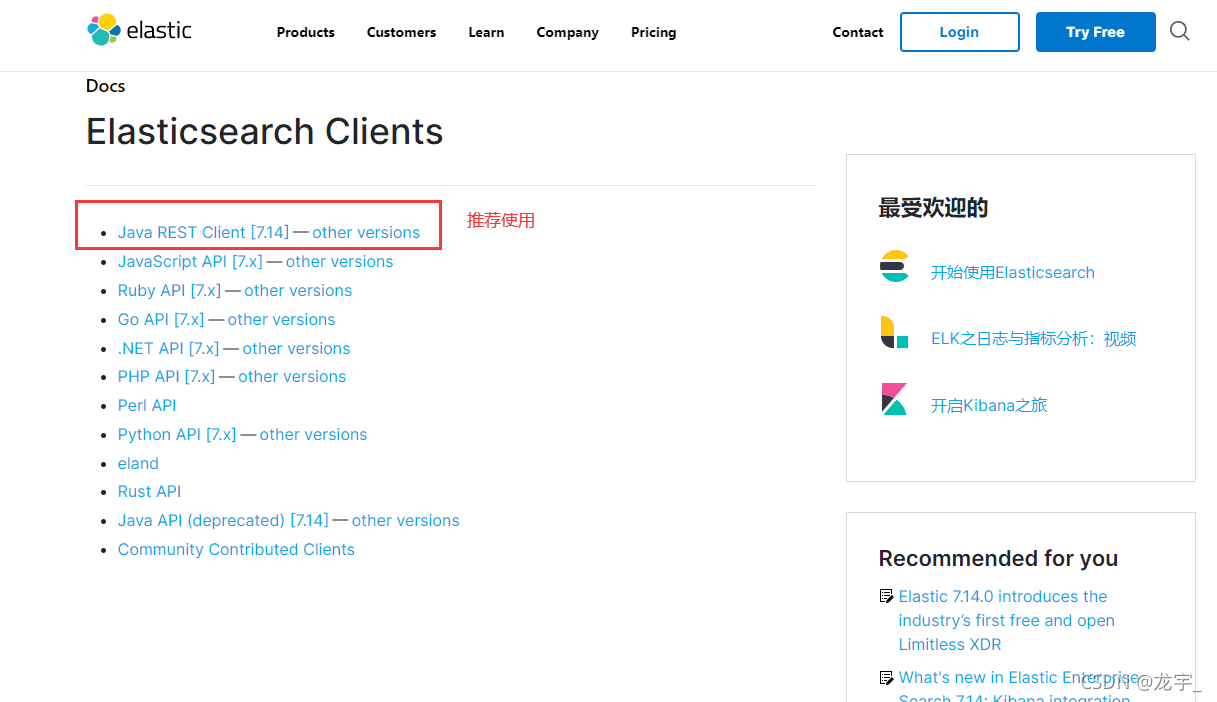 elastic
Products Customers Learn Company Pricing
Contact Login Try Free
Docs
Elasticsearch Clients
Java REST Client [7.14] — other versions
推荐使用
JavaScript API [7.x] — other versions
Ruby API [7.x] — other versions
Go API [7.x] — other versions
.NET API [7.x] — other versions
PHP API [7.x] — other versions
Perl API
Python API [7.x] — other versions
eland
Rust API
Java API (deprecated) [7.14] — other versions
Community Contributed Clients
最受欢迎的
开始使用Elasticsearch
ELK之日志与指标分析：视频
开启Kibana之旅
Recommended for you
Elastic 7.14.0 introduces the
industry’s first free and open
Limitless XDR
What's new in Elastic Enterprise
Search 7.14: Kibana integration
CSDN @龙宇_